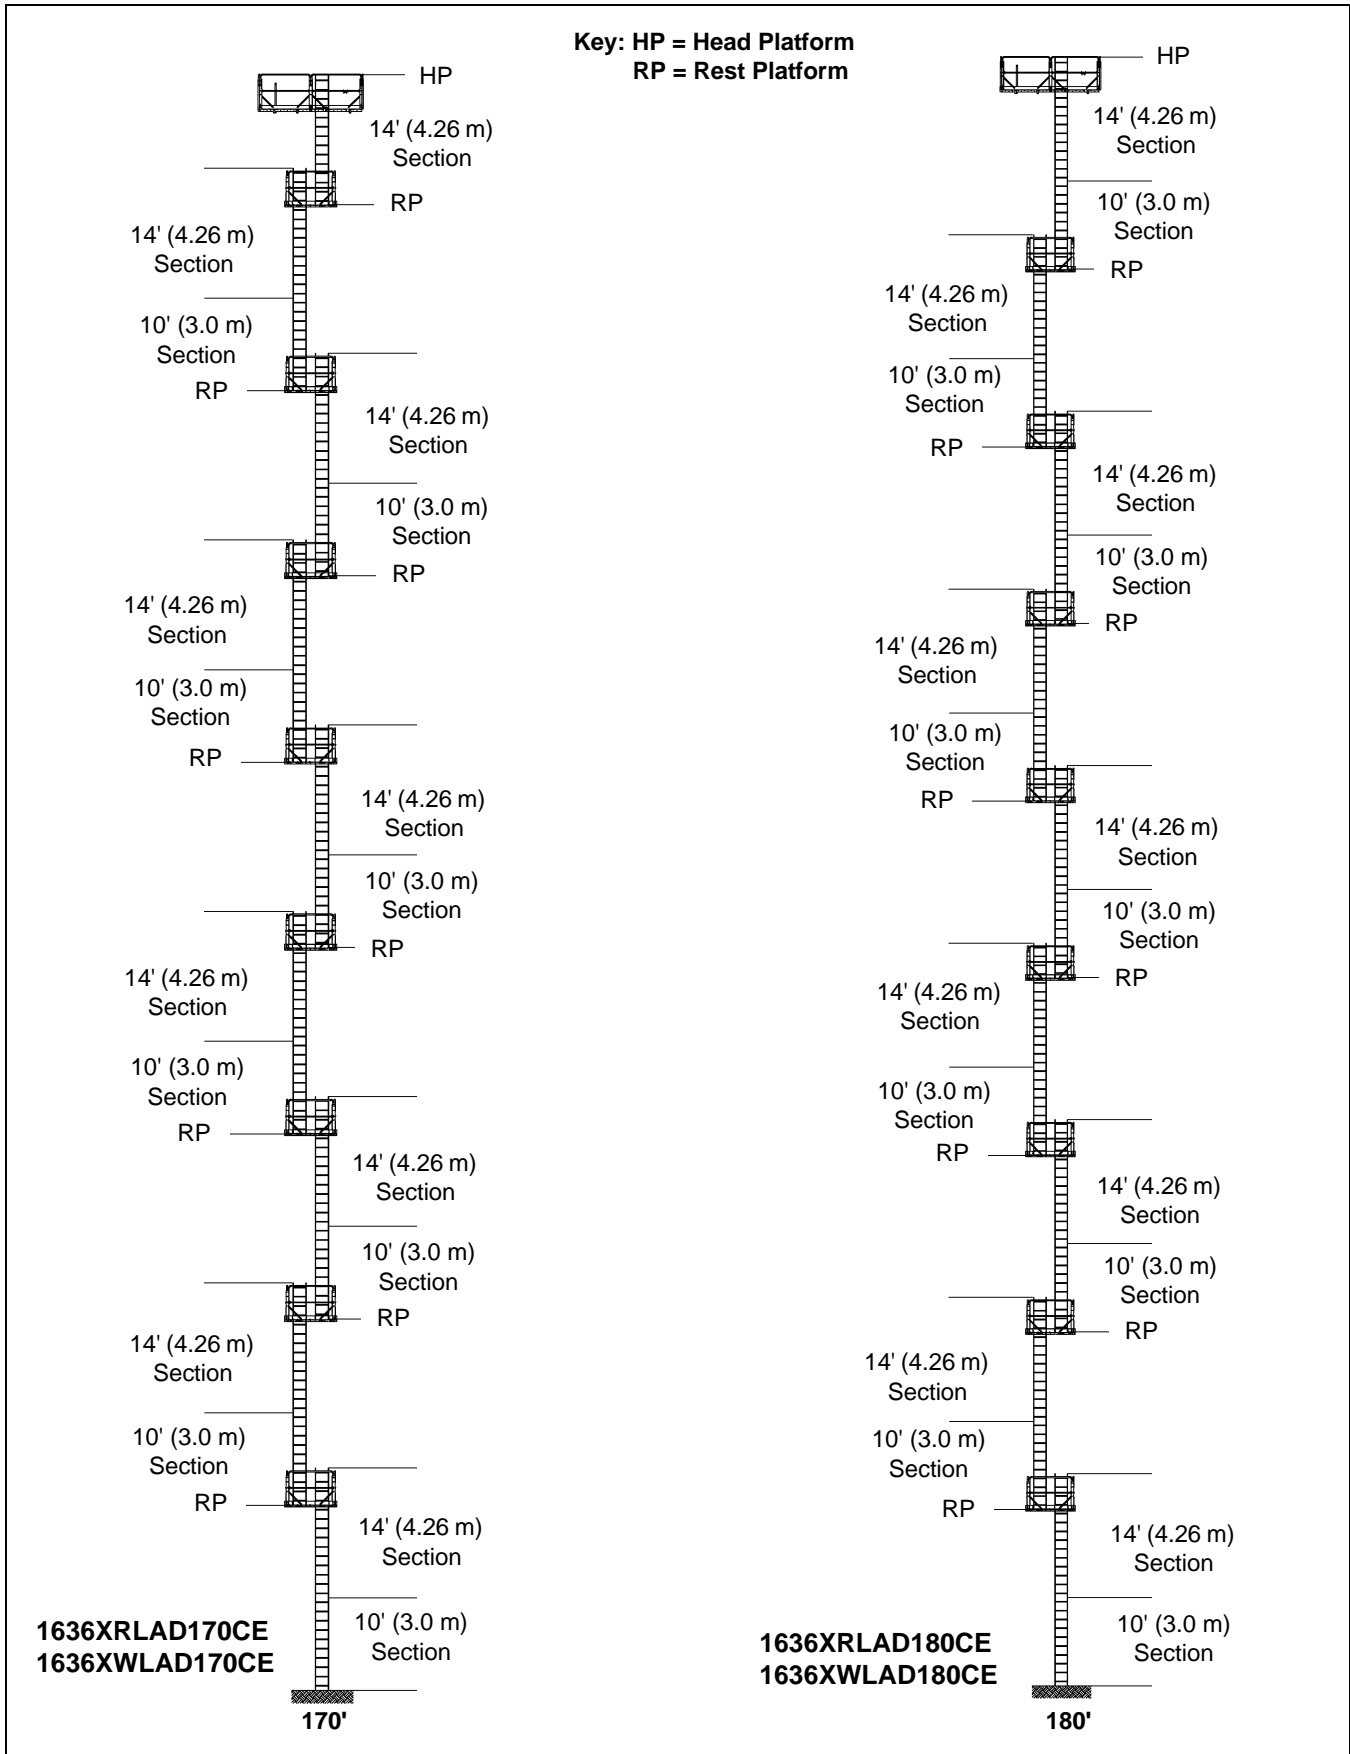 Key: HP = Head Platform
RP = Rest Platform
HP
14' (4.26 m)
Section
RP
14' (4.26 m)
Section
10' (3.0 m)
Section
RP
14' (4.26 m)
Section
10' (3.0 m)
Section
RP
14' (4.26 m)
Section
10' (3.0 m)
Section
RP
14' (4.26 m)
Section
10' (3.0 m)
Section
RP
14' (4.26 m)
Section
10' (3.0 m)
Section
RP
14' (4.26 m)
Section
10' (3.0 m)
Section
RP
14' (4.26 m)
Section
10' (3.0 m)
Section
RP
14' (4.26 m)
Section
10' (3.0 m)
Section
1636XRLAD170CE
1636XWLAD170CE
170'
HP
14' (4.26 m)
Section
10' (3.0 m)
Section
RP
14' (4.26 m)
Section
10' (3.0 m)
Section
RP
14' (4.26 m)
Section
10' (3.0 m)
Section
RP
14' (4.26 m)
Section
10' (3.0 m)
Section
RP
14' (4.26 m)
Section
10' (3.0 m)
Section
RP
14' (4.26 m)
Section
10' (3.0 m)
Section
RP
14' (4.26 m)
Section
10' (3.0 m)
Section
RP
14' (4.26 m)
Section
10' (3.0 m)
Section
RP
14' (4.26 m)
Section
10' (3.0 m)
Section
1636XRLAD180CE
1636XWLAD180CE
180'